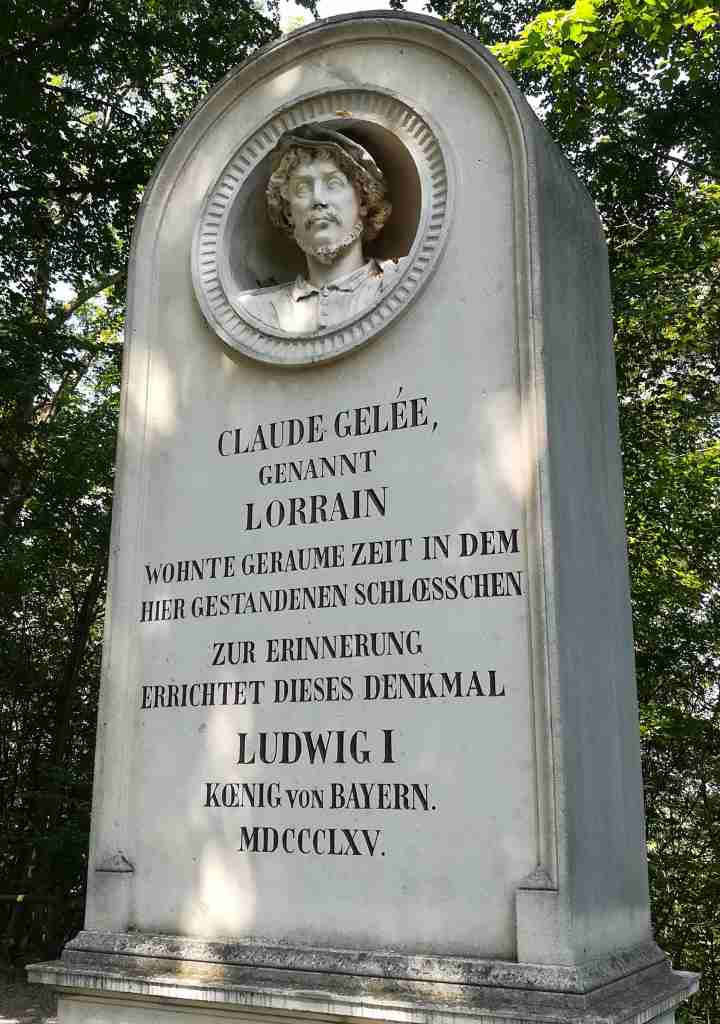 CLAUDE GELÉE,
GENANNT
LORRAIN
WOHNTE GERAUME ZEIT IN DEM
HIER GESTANDENEN SCHLŒSSCHEN
ZUR ERINNERUNG
ERRICHTET DIESES DENKMAL
LUDWIG I
KŒNIG VON BAYERN.
MDCCCLXV.